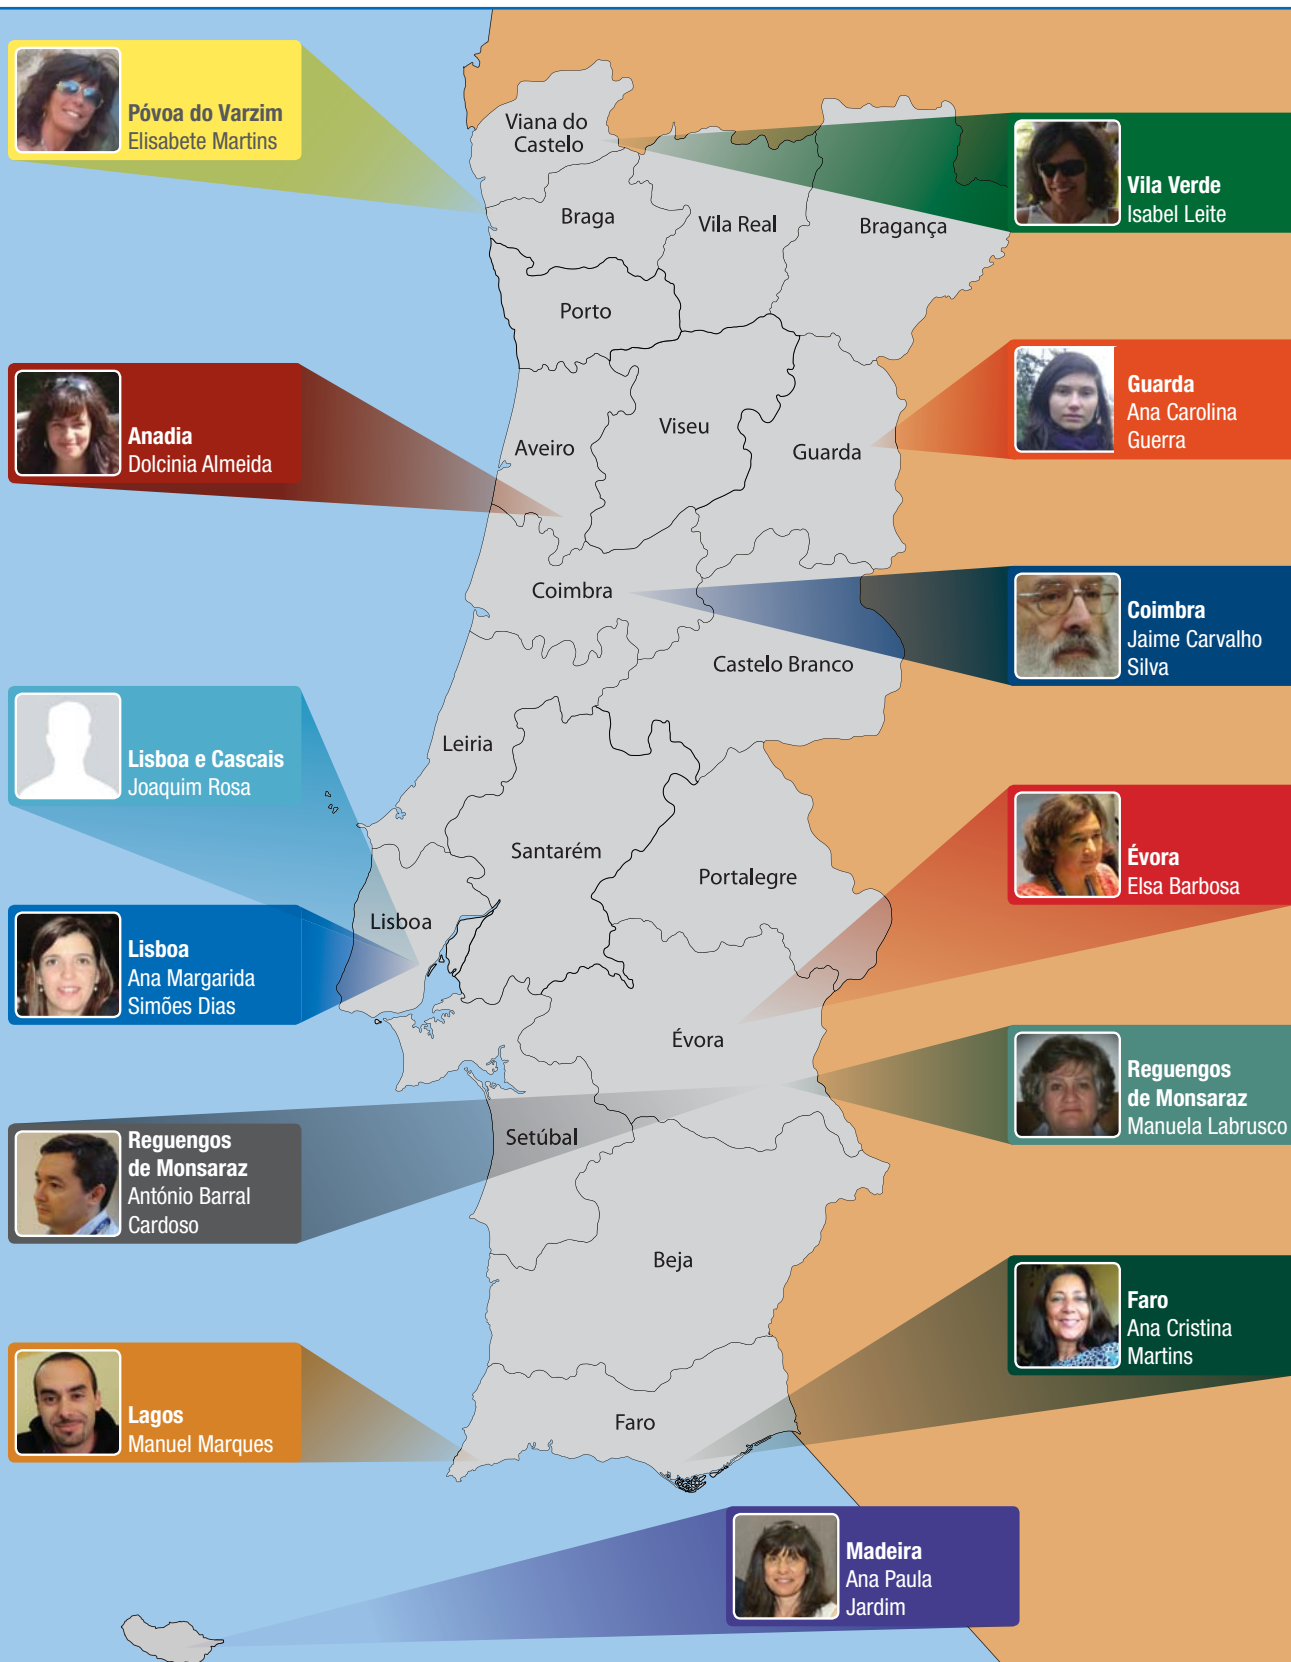 Póvoa do Varzim
Elisabete Martins
Viana do
Castelo
Vila Verde
Isabel Leite
Braga
Vila Real
Bragança
Porto
Guarda
Ana Carolina
Guerra
Anadia
Dolcinia Almeida
Aveiro
Viseu
Guarda
Coimbra
Coimbra
Jaime Carvalho
Silva
Castelo Branco
Lisboa e Cascais
Joaquim Rosa
Leiria
Santarém
Portalegre
Évora
Elsa Barbosa
Lisboa
Lisboa
Ana Margarida
Simões Dias
Évora
Reguengos
de Monsaraz
Manuela Labrusco
Reguengos
de Monsaraz
António Barral
Cardoso
Setúbal
Beja
Faro
Ana Cristina
Martins
Lagos
Manuel Marques
Faro
Madeira
Ana Paula
Jardim